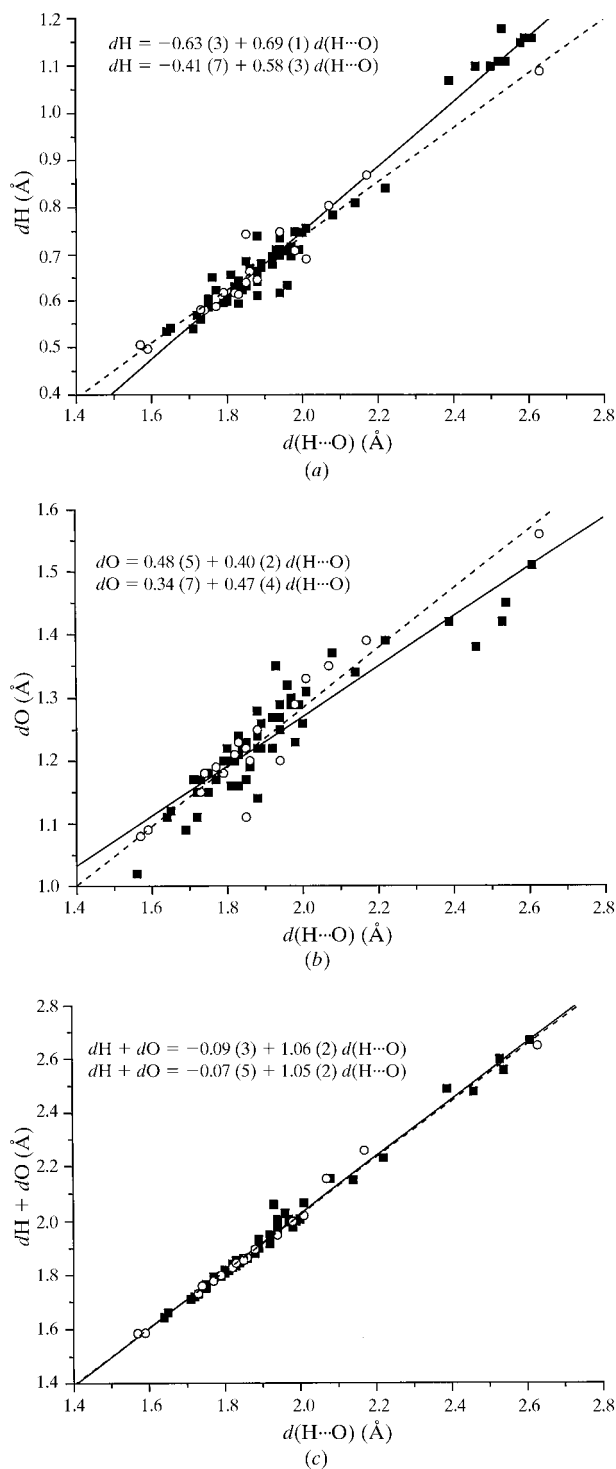 1.2
dH = −0.63 (3) + 0.69 (1) d(H···O)
dH = −0.41 (7) + 0.58 (3) d(H···O)
1.1
1.0
0.9
dH (Å)
0.8
0.7
0.6
0.5
0.4
1.4 1.6 1.8 2.0 2.2 2.4 2.6 2.8
d(H···O) (Å)
(a)
1.6
dO = 0.48 (5) + 0.40 (2) d(H···O)
dO = 0.34 (7) + 0.47 (4) d(H···O)
1.5
1.4
dO (Å)
1.3
1.2
1.1
1.0
1.4 1.6 1.8 2.0 2.2 2.4 2.6 2.8
d(H···O) (Å)
(b)
2.8
dH + dO = −0.09 (3) + 1.06 (2) d(H···O)
dH + dO = −0.07 (5) + 1.05 (2) d(H···O)
2.6
2.4
2.2
dH + dO (Å)
2.0
1.8
1.6
1.4
1.4 1.6 1.8 2.0 2.2 2.4 2.6 2.8
d(H···O) (Å)
(c)